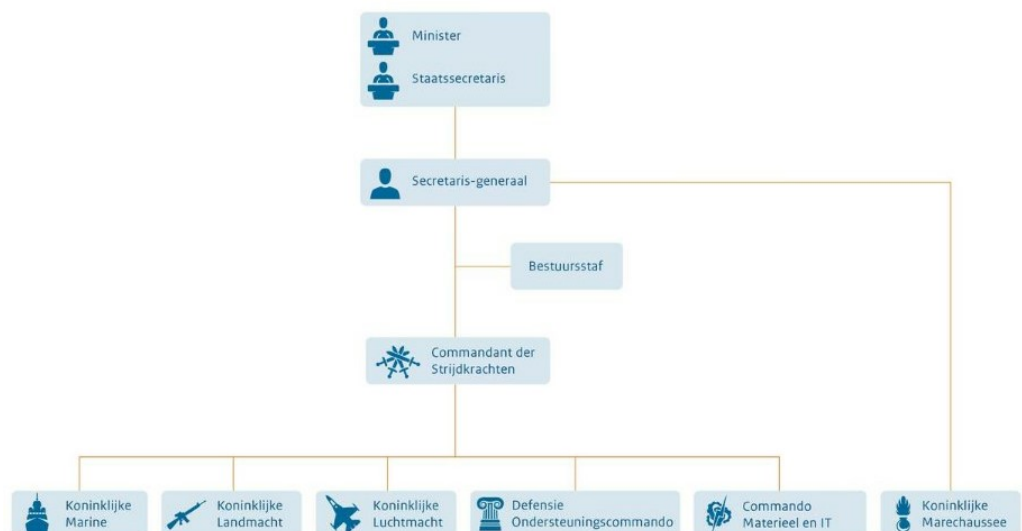 Minister
Staatssecretaris
Secretaris-generaal
Bestuursstaf
Commandant der
Strijdkrachten
Koninklijke
Marine
Koninklijke
Landmacht
Koninklijke
Luchtmacht
Defensie
Ondersteuningscommando
Commando
Materieel en IT
Koninklijke
Marechaussee